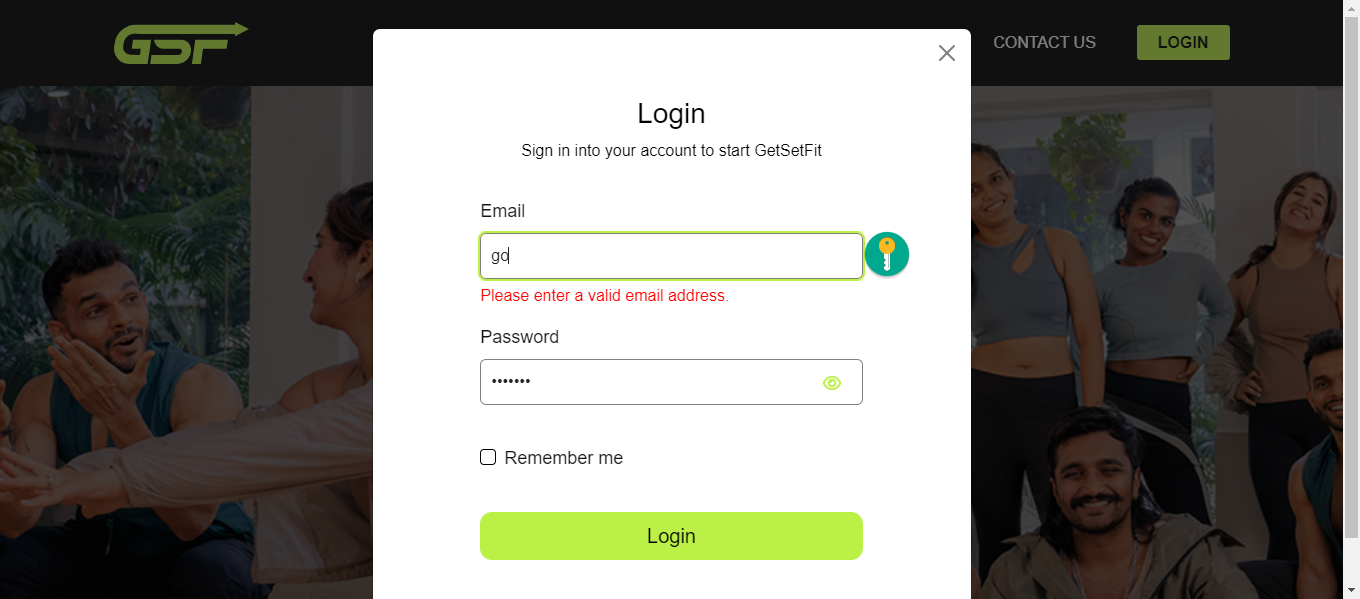 GSF
CONTACT US
LOGIN
Login
Sign in into your account to start GetSetFit
Email
gd
Please enter a valid email address.
Password
•••••••
Remember me
Login